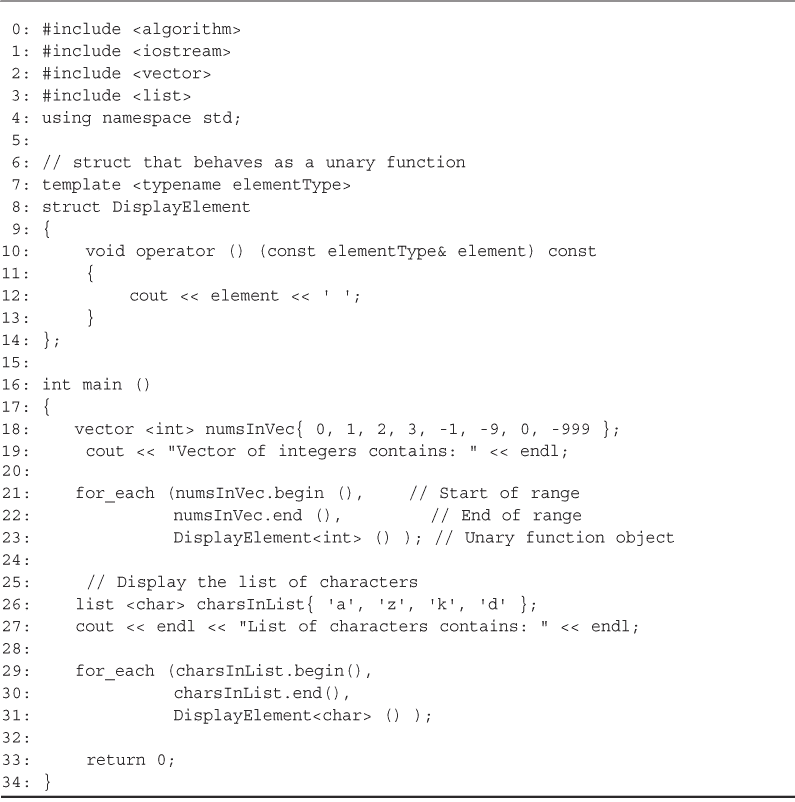 0: #include <algorithm>
1: #include <iostream>
2: #include <vector>
3: #include <list>
4: using namespace std;
5:
6: // struct that behaves as a unary function
7: template <typename elementType>
8: struct DisplayElement
9: {
10:     void operator () (const elementType& element) const
11:     {
12:         cout << element << ' ';
13:     }
14: };
15:
16: int main ()
17: {
18:    vector <int> numsInVec{ 0, 1, 2, 3, -1, -9, 0, -999 };
19:     cout << "Vector of integers contains: " << endl;
20:
21:    for_each (numsInVec.begin (),    // Start of range
22:              numsInVec.end (),        // End of range
23:              DisplayElement<int> () ); // Unary function object
24:
25:     // Display the list of characters
26:    list <char> charsInList{ 'a', 'z', 'k', 'd' };
27:    cout << endl << "List of characters contains: " << endl;
28:
29:    for_each (charsInList.begin(),
30:              charsInList.end(),
31:              DisplayElement<char> () );
32:
33:     return 0;
34: }